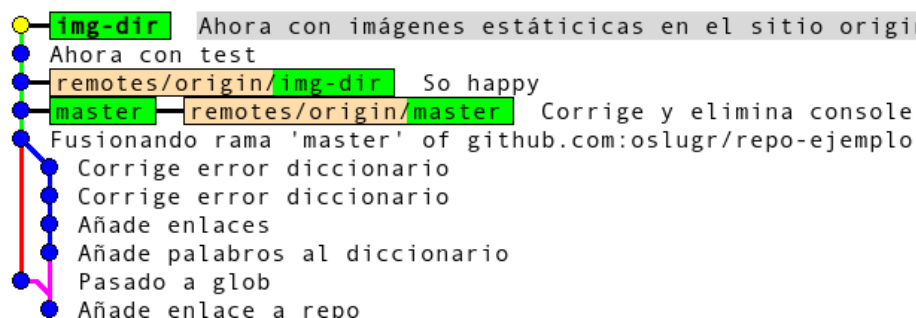 img-dir Ahora con imágenes estáticicas en el sitio
Ahora con test
remotes/origin/img-dir So happy
master remotes/origin/master Corrige y elimina console
Fusionando rama 'master' of github.com:oslugr/repo-ejemplo
Corrige error diccionario
Corrige error diccionario
Añade enlaces
Añade palabros al diccionario
Pasado a glob
Añade enlace a repo